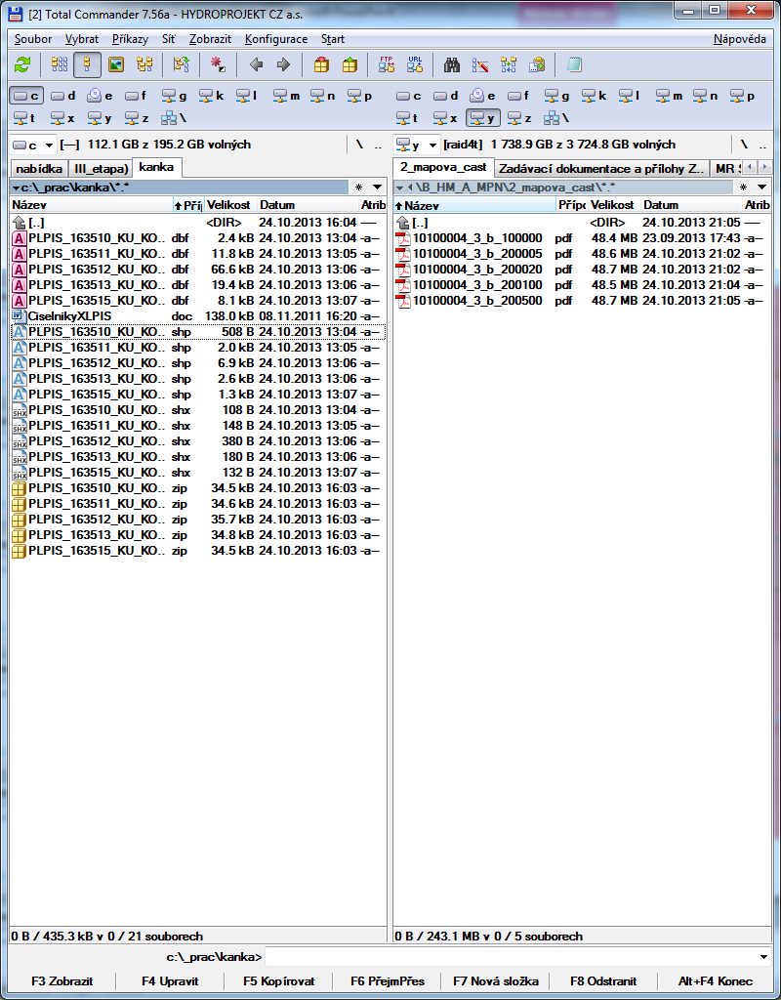 [2] Total Commander 7.56a - HYDROPROJEKT CZ a.s.
Soubor Vybrat Příkazy Síť Zobrazit Konfigurace Start Nápověda
FTP URL
c d e f g k l m n p
t x y z \
c d e f g k l m n p
t x y z \
c [—] 112.1 GB z 195.2 GB volných \ ..
y [raid4t] 1 738.9 GB z 3 724.8 GB volných \ ..
nabídka III_etapa) kanka
2_mapova_cast Zadávací dokumentace a přílohy Z.. MR
c:\_prac\kanka\*.*
\B_HM_A_MPN\2_mapova_cast\*.*
Název Příp Velikost Datum Atrib
[..] <DIR> 24.10.2013 16:04 ----
PLPIS_163510_KU_KO.. dbf 2.4 kB 24.10.2013 13:04 -a--
PLPIS_163511_KU_KO.. dbf 11.8 kB 24.10.2013 13:05 -a--
PLPIS_163512_KU_KO.. dbf 66.6 kB 24.10.2013 13:06 -a--
PLPIS_163513_KU_KO.. dbf 19.4 kB 24.10.2013 13:06 -a--
PLPIS_163515_KU_KO.. dbf 8.1 kB 24.10.2013 13:07 -a--
CiselnikyXLPIS doc 138.0 kB 08.11.2011 16:20 -a--
PLPIS_163510_KU_KO.. shp 508 B 24.10.2013 13:04 -a--
PLPIS_163511_KU_KO.. shp 2.0 kB 24.10.2013 13:05 -a--
PLPIS_163512_KU_KO.. shp 6.9 kB 24.10.2013 13:06 -a--
PLPIS_163513_KU_KO.. shp 2.6 kB 24.10.2013 13:06 -a--
PLPIS_163515_KU_KO.. shp 1.3 kB 24.10.2013 13:07 -a--
PLPIS_163510_KU_KO.. shx 108 B 24.10.2013 13:04 -a--
PLPIS_163511_KU_KO.. shx 148 B 24.10.2013 13:05 -a--
PLPIS_163512_KU_KO.. shx 380 B 24.10.2013 13:06 -a--
PLPIS_163513_KU_KO.. shx 180 B 24.10.2013 13:06 -a--
PLPIS_163515_KU_KO.. shx 132 B 24.10.2013 13:07 -a--
PLPIS_163510_KU_KO.. zip 34.5 kB 24.10.2013 16:03 -a--
PLPIS_163511_KU_KO.. zip 34.6 kB 24.10.2013 16:03 -a--
PLPIS_163512_KU_KO.. zip 35.7 kB 24.10.2013 16:03 -a--
PLPIS_163513_KU_KO.. zip 34.8 kB 24.10.2013 16:03 -a--
PLPIS_163515_KU_KO.. zip 34.5 kB 24.10.2013 16:03 -a--
0 B / 435.3 kB v 0 / 21 souborech
Název Přípo Velikost Datum Atrib
[..] <DIR> 24.10.2013 21:05 ----
10100004_3_b_100000 pdf 48.4 MB 23.09.2013 17:43 -a--
10100004_3_b_200005 pdf 48.6 MB 24.10.2013 21:02 -a--
10100004_3_b_200020 pdf 48.7 MB 24.10.2013 21:02 -a--
10100004_3_b_200100 pdf 48.5 MB 24.10.2013 21:04 -a--
10100004_3_b_200500 pdf 48.7 MB 24.10.2013 21:05 -a--
0 B / 243.1 MB v 0 / 5 souborech
c:\_prac\kanka>
F3 Zobrazit F4 Upravit F5 Kopírovat F6 PřejmPřes F7 Nová složka F8 Odstranit Alt+F4 Konec